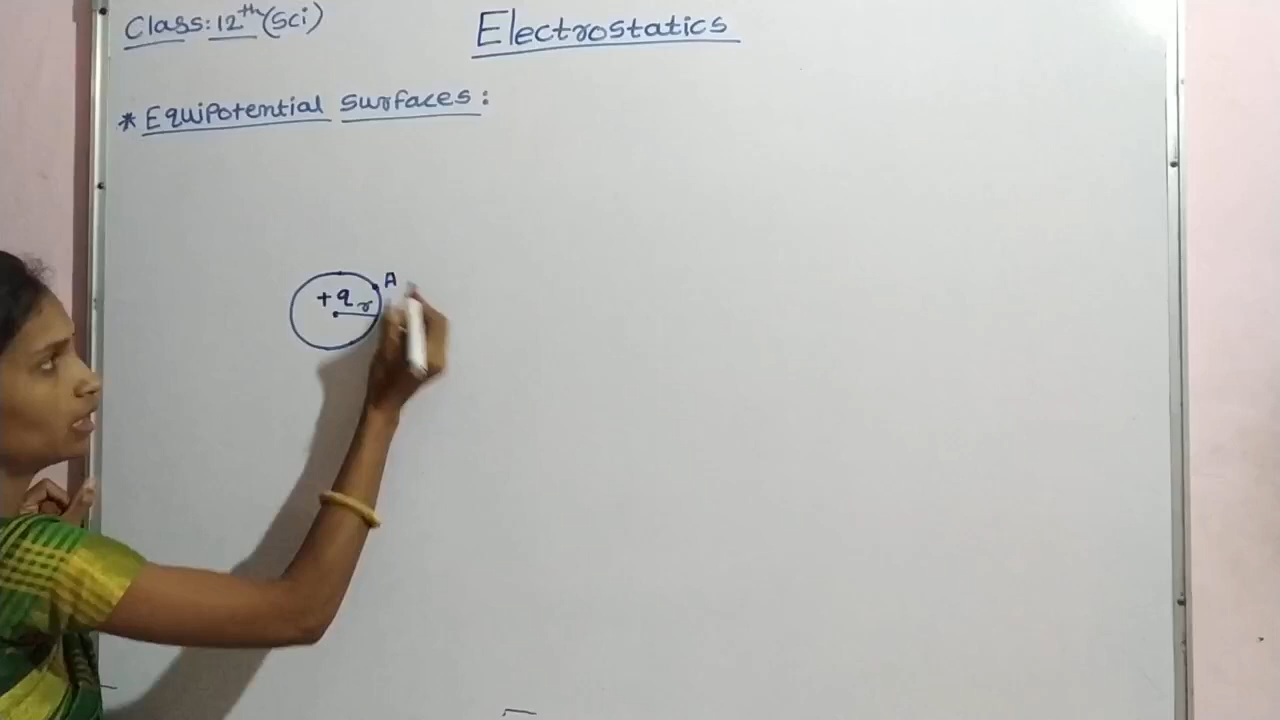 Class: 12th (Sci)
Electrostatics
* Equipotential surfaces:
A
+q r